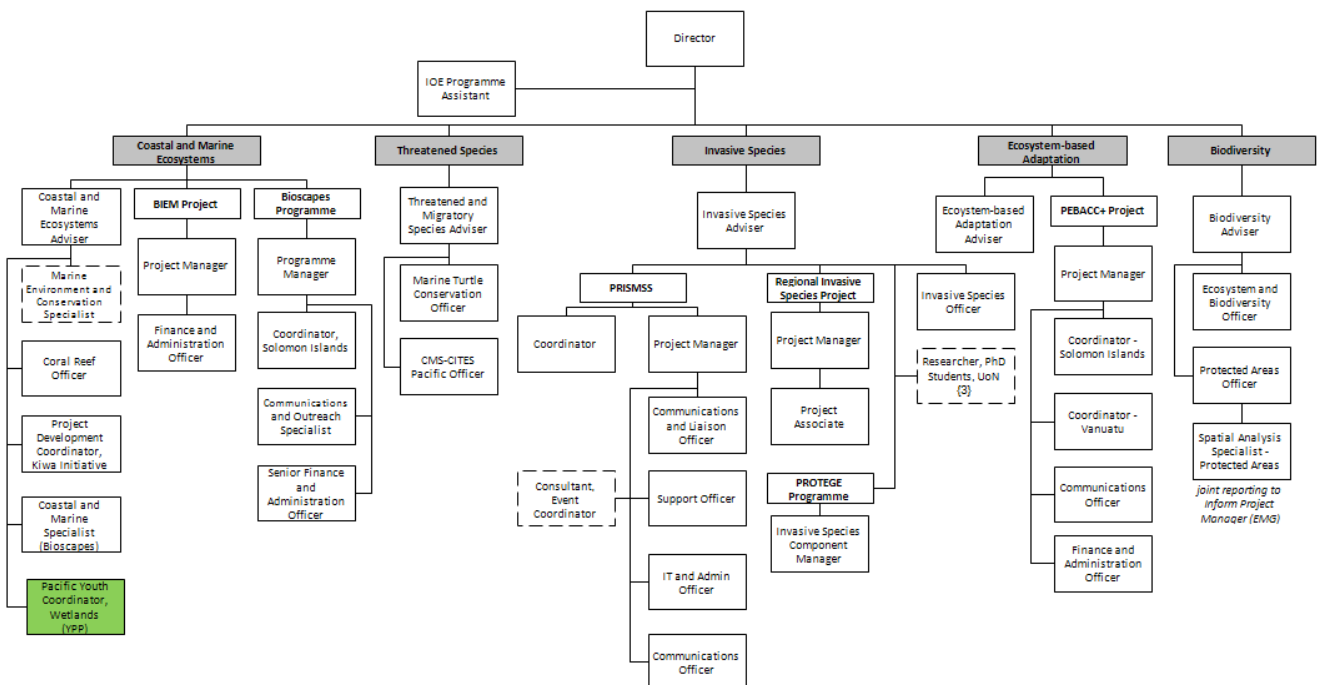 Director
IOE Programme
Assistant
Coastal and Marine
Ecosystems
Threatened Species
Invasive Species
Ecosystem-based
Adaptation
Biodiversity
Coastal and
Marine
Ecosystems
Adviser
BIEM Project
Bioscapes
Programme
Marine
Environment and
Conservation
Specialist
Project Manager
Programme
Manager
Coral Reef
Officer
Finance and
Administration
Officer
Coordinator,
Solomon Islands
Project
Development
Coordinator,
Kiwa Initiative
Communications
and Outreach
Specialist
Coastal and
Marine
Specialist
(Bioscapes)
Senior Finance
and
Administration
Officer
Pacific Youth
Coordinator,
Wetlands
(YPP)
Threatened and
Migratory
Species Adviser
Marine Turtle
Conservation
Officer
CMS-CITES
Pacific Officer
Invasive Species
Adviser
PRISMSS
Regional Invasive
Species Project
Invasive Species
Officer
Coordinator
Project Manager
Project Manager
Researcher, PhD
Students, UoN
{3}
Communications
and Liaison
Officer
Project
Associate
Consultant,
Event
Coordinator
Support Officer
PROTEGE
Programme
Invasive Species
Component
Manager
IT and Admin
Officer
Communications
Officer
Ecoystem-based
Adaptation
Adviser
PEBACC+ Project
Project Manager
Coordinator -
Solomon Islands
Coordinator -
Vanuatu
Communications
Officer
Finance and
Administration
Officer
Biodiversity
Adviser
Ecosystem and
Biodiversity
Officer
Protected Areas
Officer
Spatial Analysis
Specialist -
Protected Areas
joint reporting to
Inform Project
Manager (EMG)